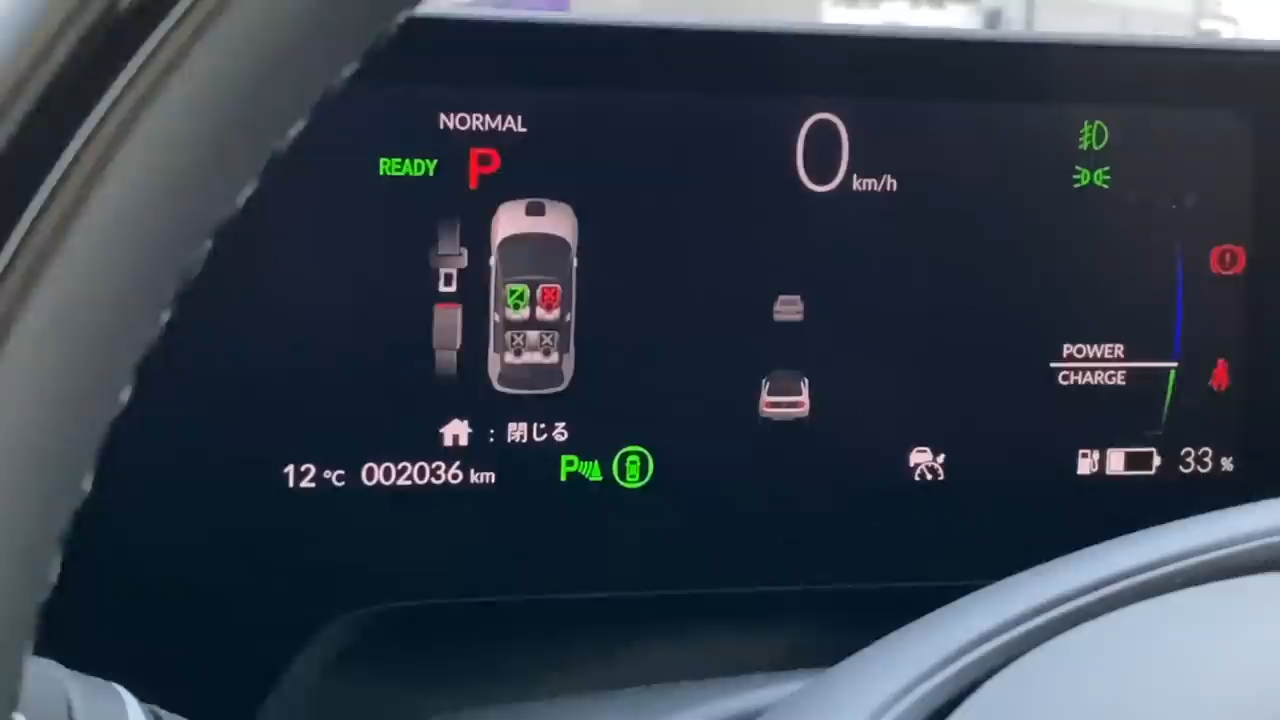 NORMAL
READY P
0 km/h
POWER
CHARGE
: 閉じる
12 °C 002036 km
P
33 %